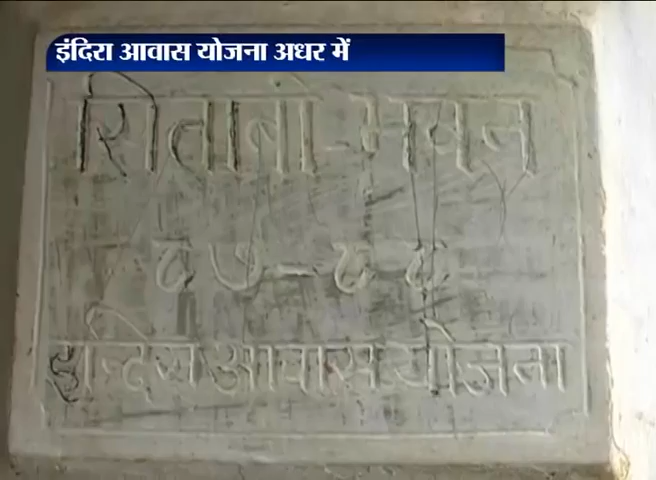 इंदिरा आवास योजना अधर में
सिताबो-भवन
८७-८८
इन्दिरा आवास योजना